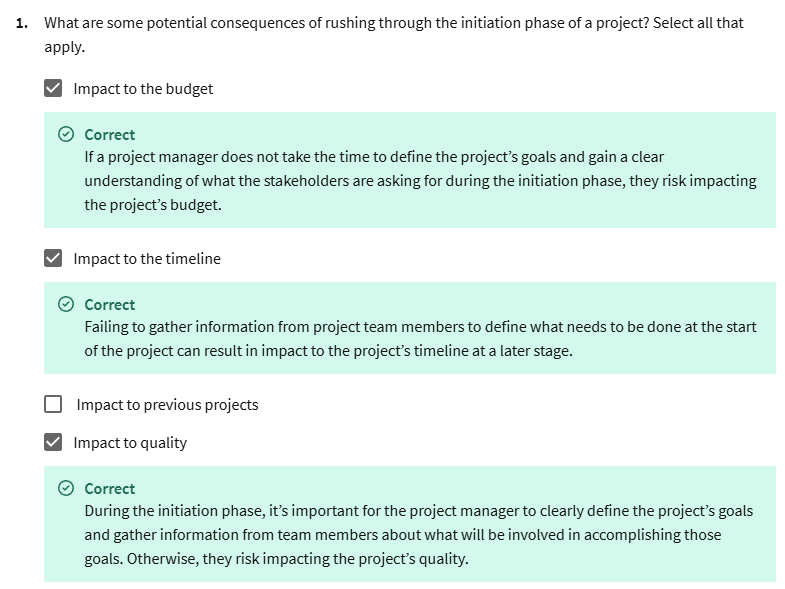 1. What are some potential consequences of rushing through the initiation phase of a project? Select all that
apply.
Impact to the budget
Correct
If a project manager does not take the time to define the project’s goals and gain a clear
understanding of what the stakeholders are asking for during the initiation phase, they risk impacting
the project’s budget.
Impact to the timeline
Correct
Failing to gather information from project team members to define what needs to be done at the start
of the project can result in impact to the project’s timeline at a later stage.
Impact to previous projects
Impact to quality
Correct
During the initiation phase, it’s important for the project manager to clearly define the project’s goals
and gather information from team members about what will be involved in accomplishing those
goals. Otherwise, they risk impacting the project’s quality.